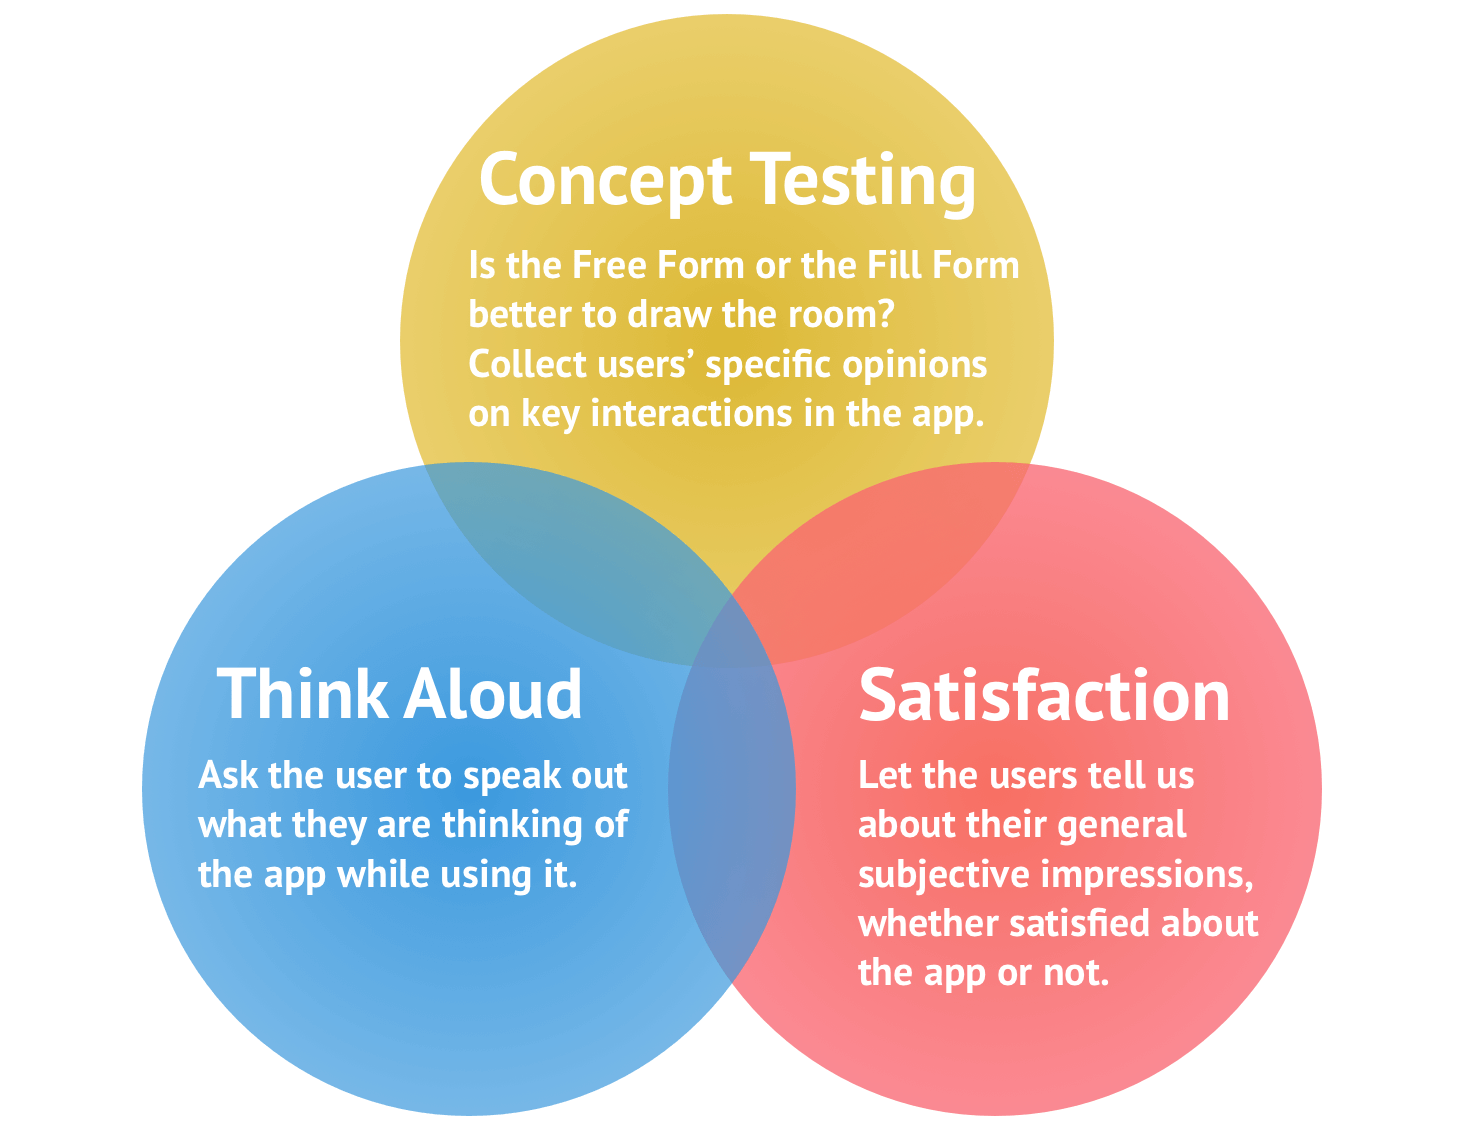 Concept Testing
Is the Free Form or the Fill Form
better to draw the room?
Collect users’ specific opinions
on key interactions in the app.
Think Aloud
Ask the user to speak out
what they are thinking of
the app while using it.
Satisfaction
Let the users tell us
about their general
subjective impressions,
whether satisfied about
the app or not.